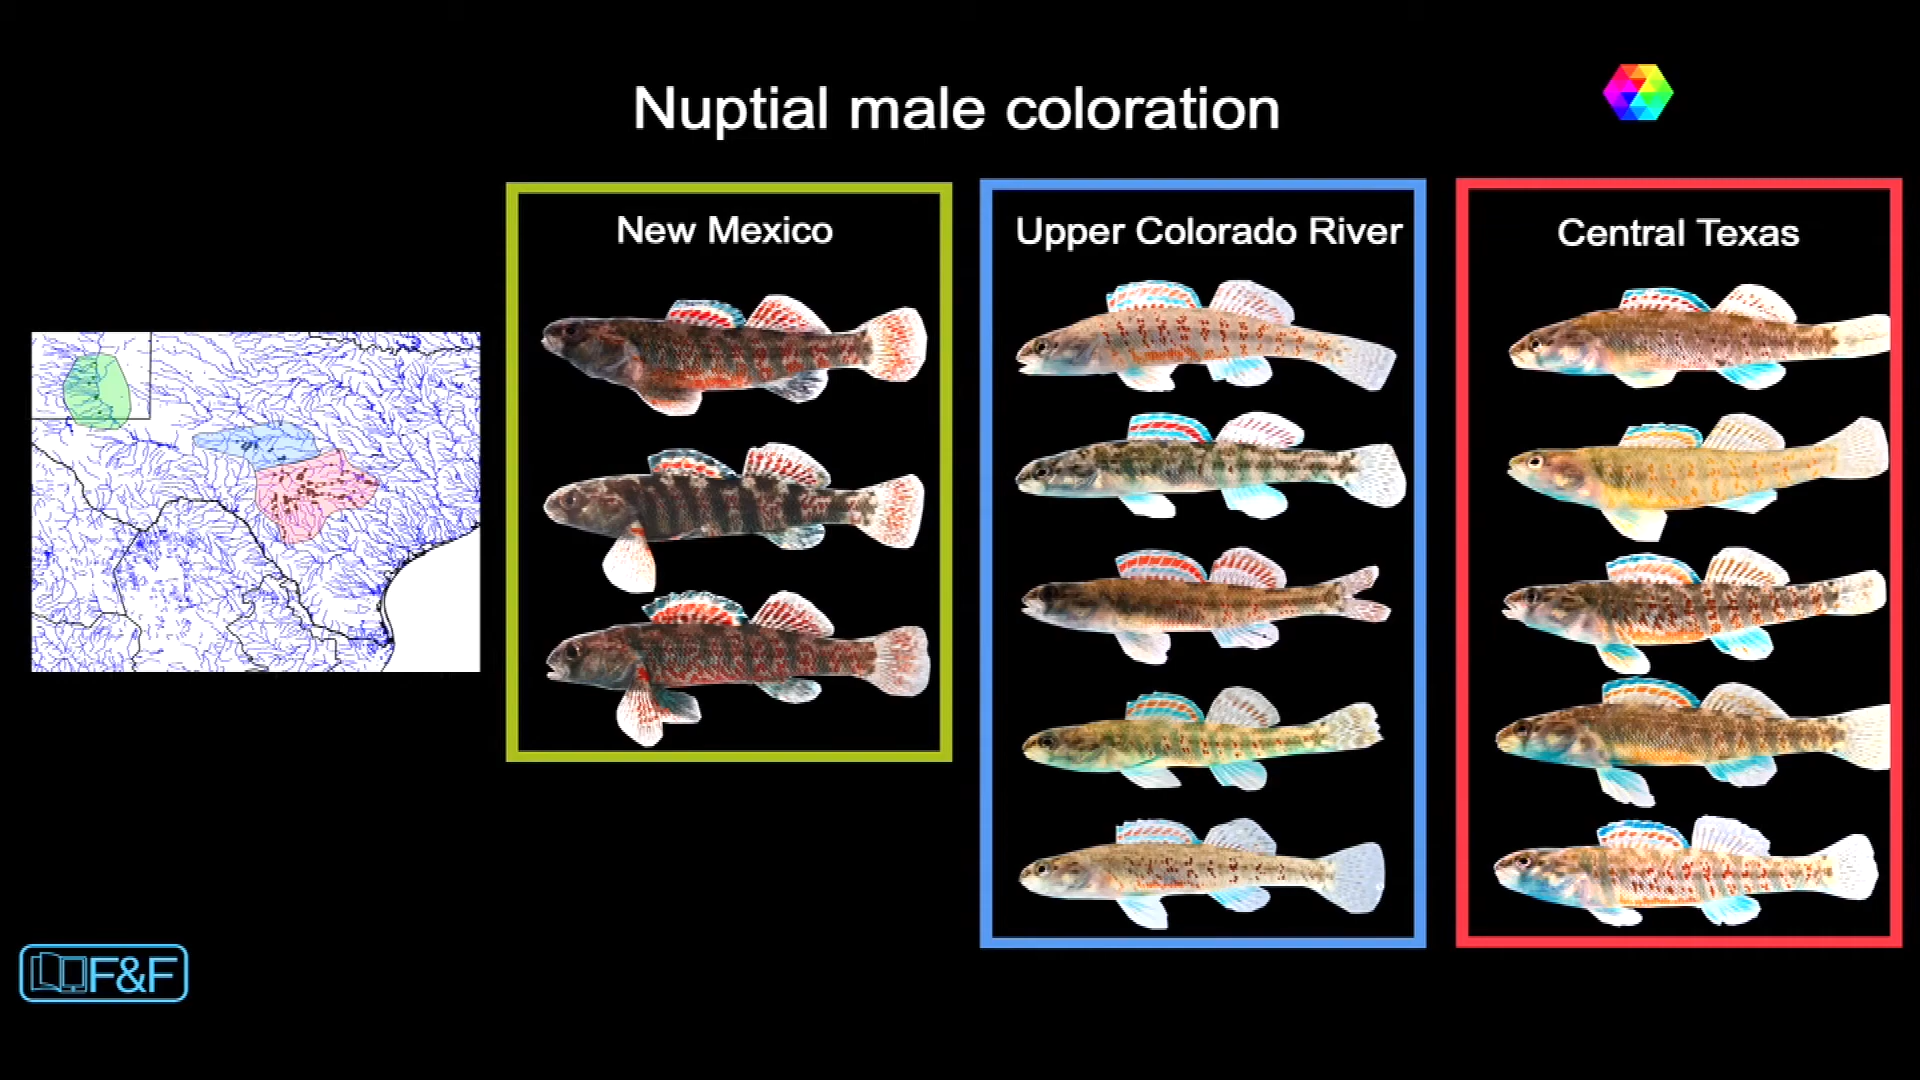 Nuptial male coloration
New Mexico
Upper Colorado River
Central Texas
F&F